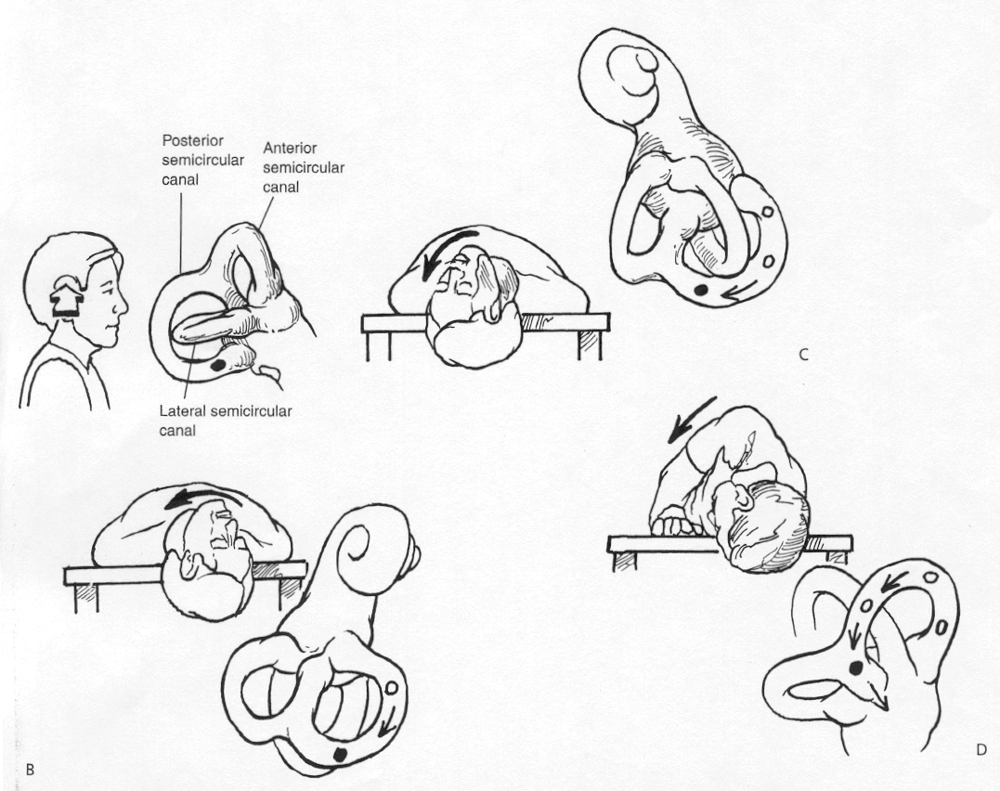 Posterior
semicircular
canal
Anterior
semicircular
canal
Lateral semicircular
canal
C
B
D